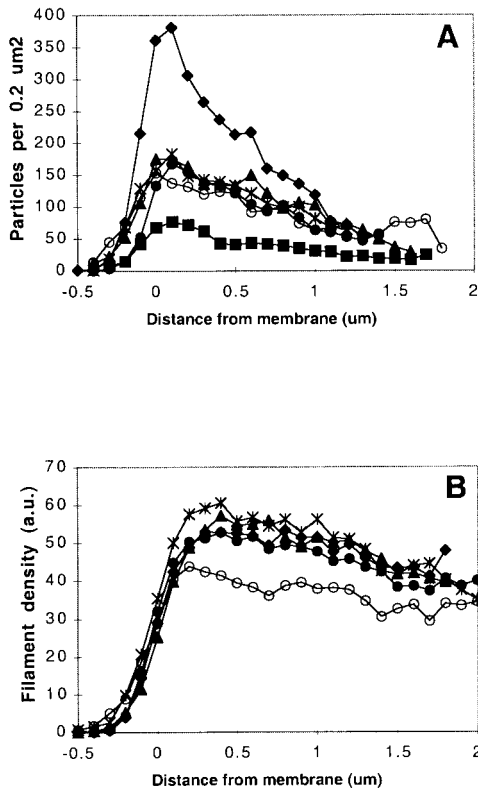 A
Particles per 0.2 um2
400
350
300
250
200
150
100
50
0
-0.5 0 0.5 1 1.5 2
Distance from membrane (um)
B
Filament density (a.u.)
70
60
50
40
30
20
10
0
-0.5 0 0.5 1 1.5 2
Distance from membrane (um)